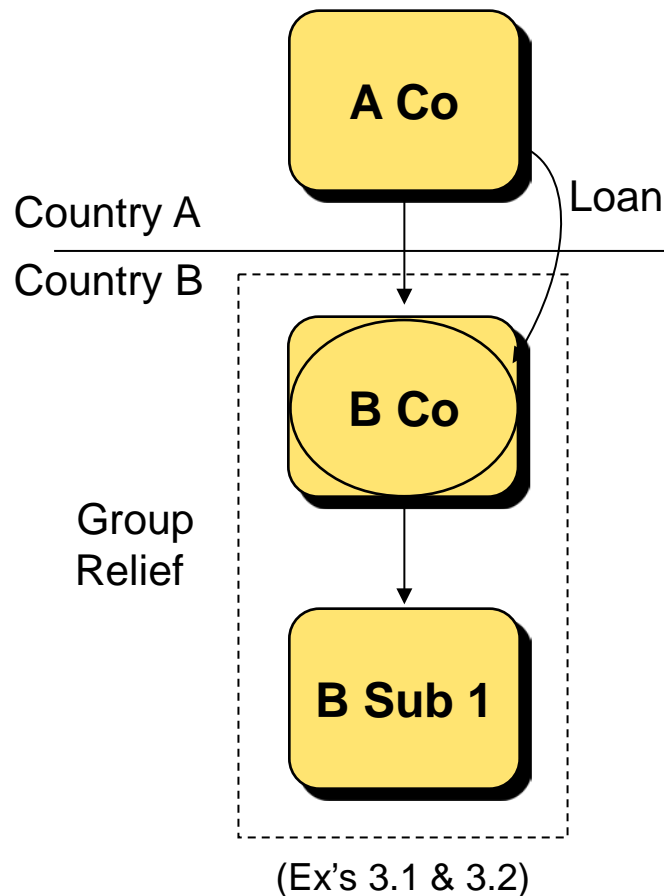 A Co
Loan
Country A
Country B
B Co
Group
Relief
B Sub 1
(Ex's 3.1 & 3.2)